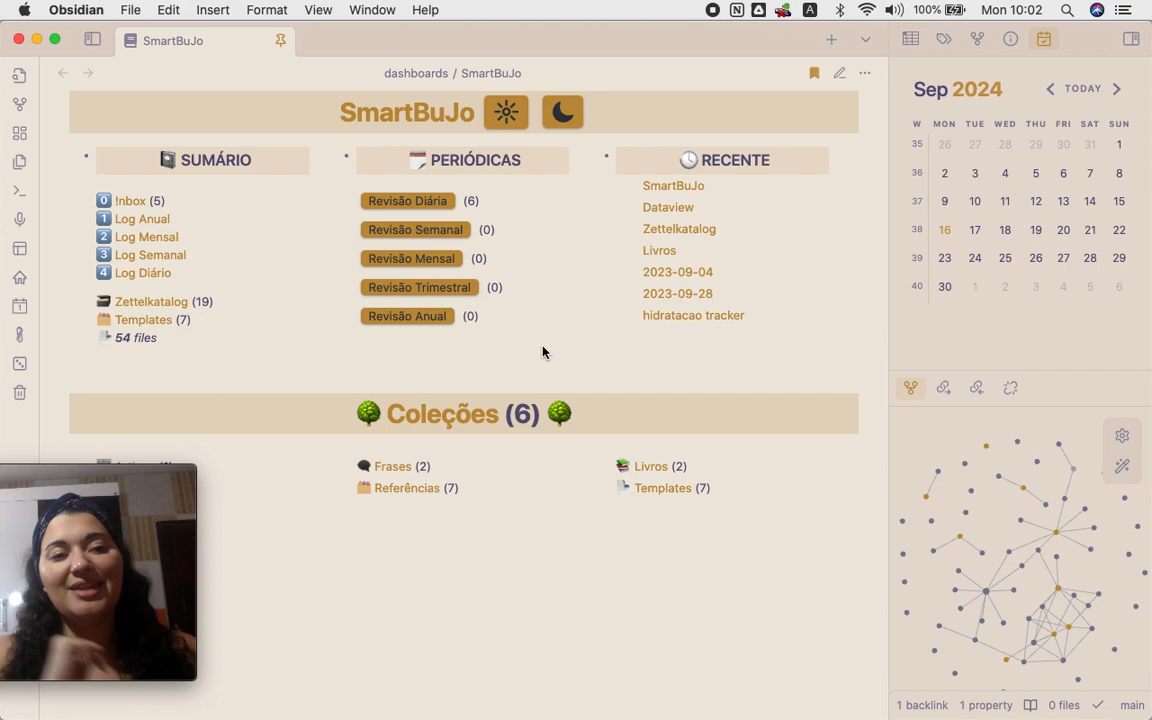 Obsidian File Edit Insert Format View Window Help A 100% Mon 10:02
SmartBuJo
dashboards / SmartBuJo
SmartBuJo
SUMÁRIO
0 !nbox (5)
1 Log Anual
2 Log Mensal
3 Log Semanal
4 Log Diário
Zettelkatalog (19)
Templates (7)
54 files
PERIÓDICAS
Revisão Diária (6)
Revisão Semanal (0)
Revisão Mensal (0)
Revisão Trimestral (0)
Revisão Anual (0)
RECENTE
SmartBuJo
Dataview
Zettelkatalog
Livros
2023-09-04
2023-09-28
hidratacao tracker
Coleções (6)
Frases (2)
Referências (7)
Livros (2)
Templates (7)
Sep 2024 TODAY
W MON TUE WED THU FRI SAT SUN
35 26 27 28 29 30 31 1
36 2 3 4 5 6 7 8
37 9 10 11 12 13 14 15
38 16 17 18 19 20 21 22
39 23 24 25 26 27 28 29
40 30 1 2 3 4 5 6
1 backlink 1 property 0 files main